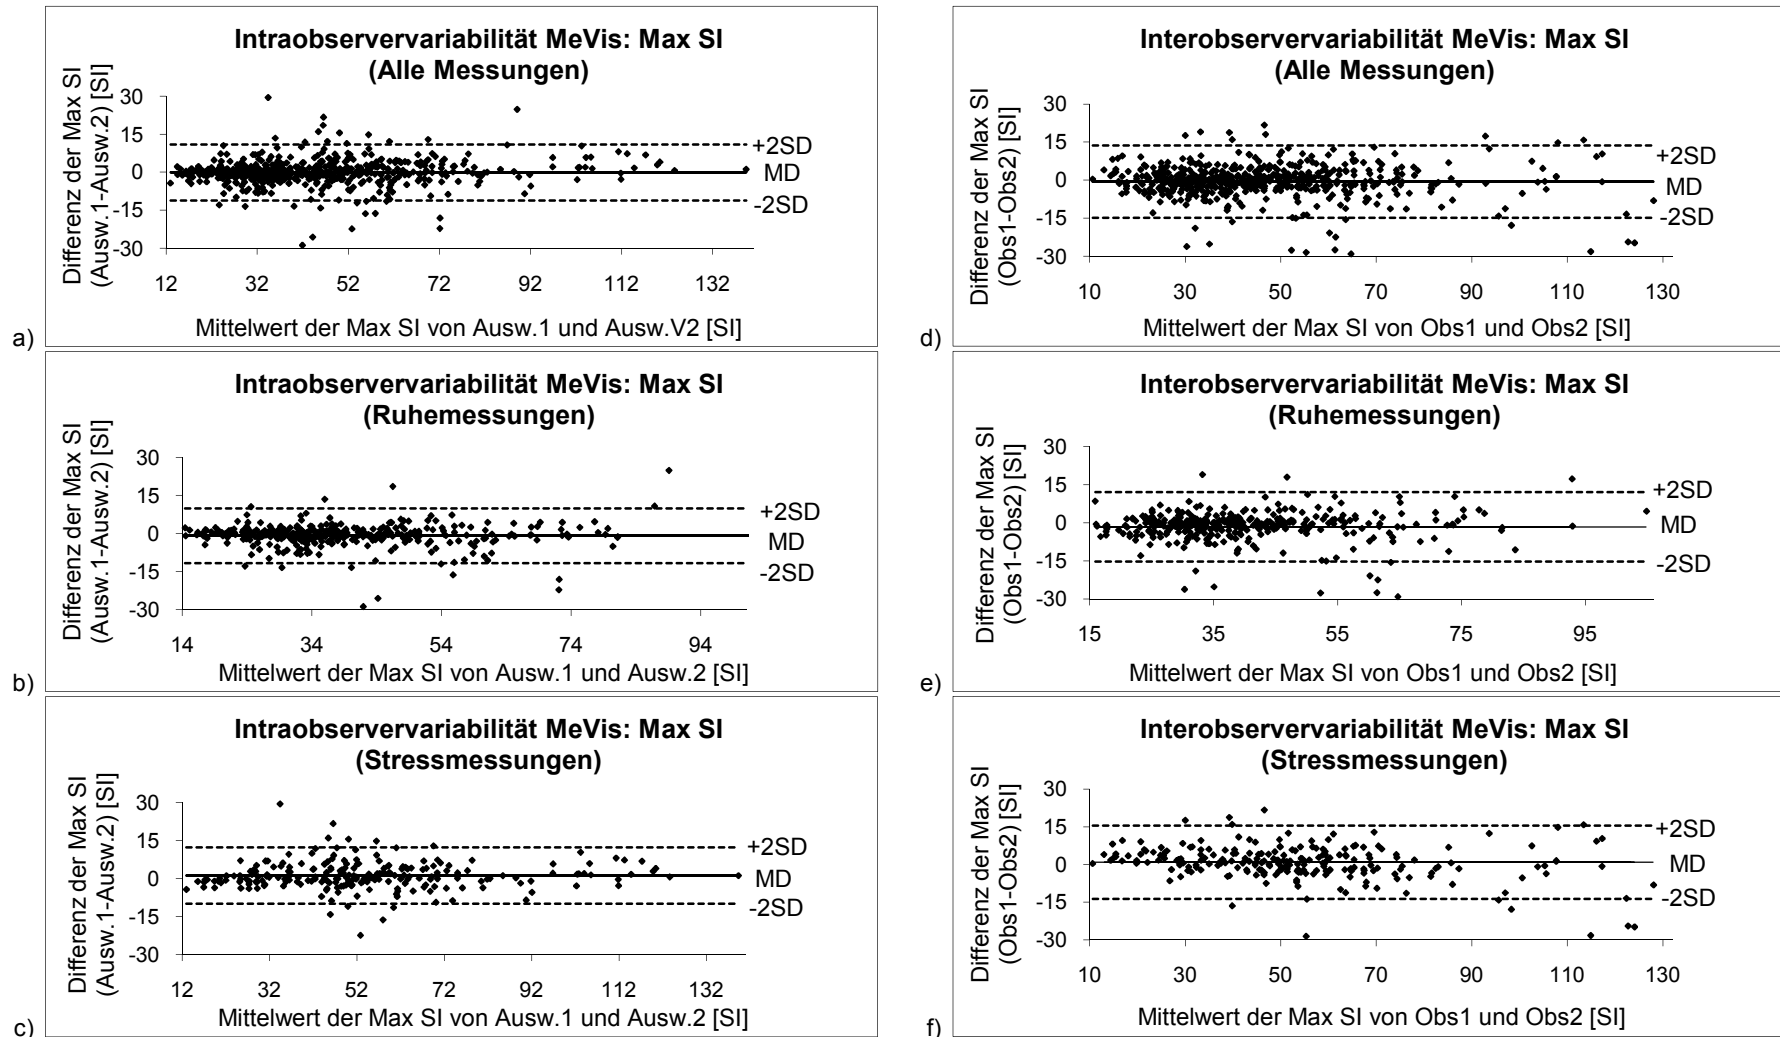 Intraobservervariabilität MeVis: Max SI
(Alle Messungen)
Differenz der Max SI
(Ausw.1-Ausw.2) [SI]
30
15
0
-15
-30
+2SD
MD
-2SD
12 32 52 72 92 112 132
Mittelwert der Max SI von Ausw.1 und Ausw.V2 [SI]
a)
Interobservervariabilität MeVis: Max SI
(Alle Messungen)
Differenz der Max SI
(Obs1-Obs2) [SI]
30
15
0
-15
-30
+2SD
MD
-2SD
10 30 50 70 90 110 130
Mittelwert der Max SI von Obs1 und Obs2 [SI]
d)
Intraobservervariabilität MeVis: Max SI
(Ruhemessungen)
Differenz der Max SI
(Ausw.1-Ausw.2) [SI]
30
15
0
-15
-30
+2SD
MD
-2SD
14 34 54 74 94
Mittelwert der Max SI von Ausw.1 und Ausw.2 [SI]
b)
Interobservervariabilität MeVis: Max SI
(Ruhemessungen)
Differenz der Max SI
(Obs1-Obs2) [SI]
30
15
0
-15
-30
+2SD
MD
-2SD
15 35 55 75 95
Mittelwert der Max SI von Obs1 und Obs2 [SI]
e)
Intraobservervariabilität MeVis: Max SI
(Stressmessungen)
Differenz der Max SI
(Ausw.1-Ausw.2) [SI]
30
15
0
-15
-30
+2SD
MD
-2SD
12 32 52 72 92 112 132
Mittelwert der Max SI von Ausw.1 und Ausw.2 [SI]
c)
Interobservervariabilität MeVis: Max SI
(Stressmessungen)
Differenz der Max SI
(Obs1-Obs2) [SI]
30
15
0
-15
-30
+2SD
MD
-2SD
10 30 50 70 90 110 130
Mittelwert der Max SI von Obs1 und Obs2 [SI]
f)